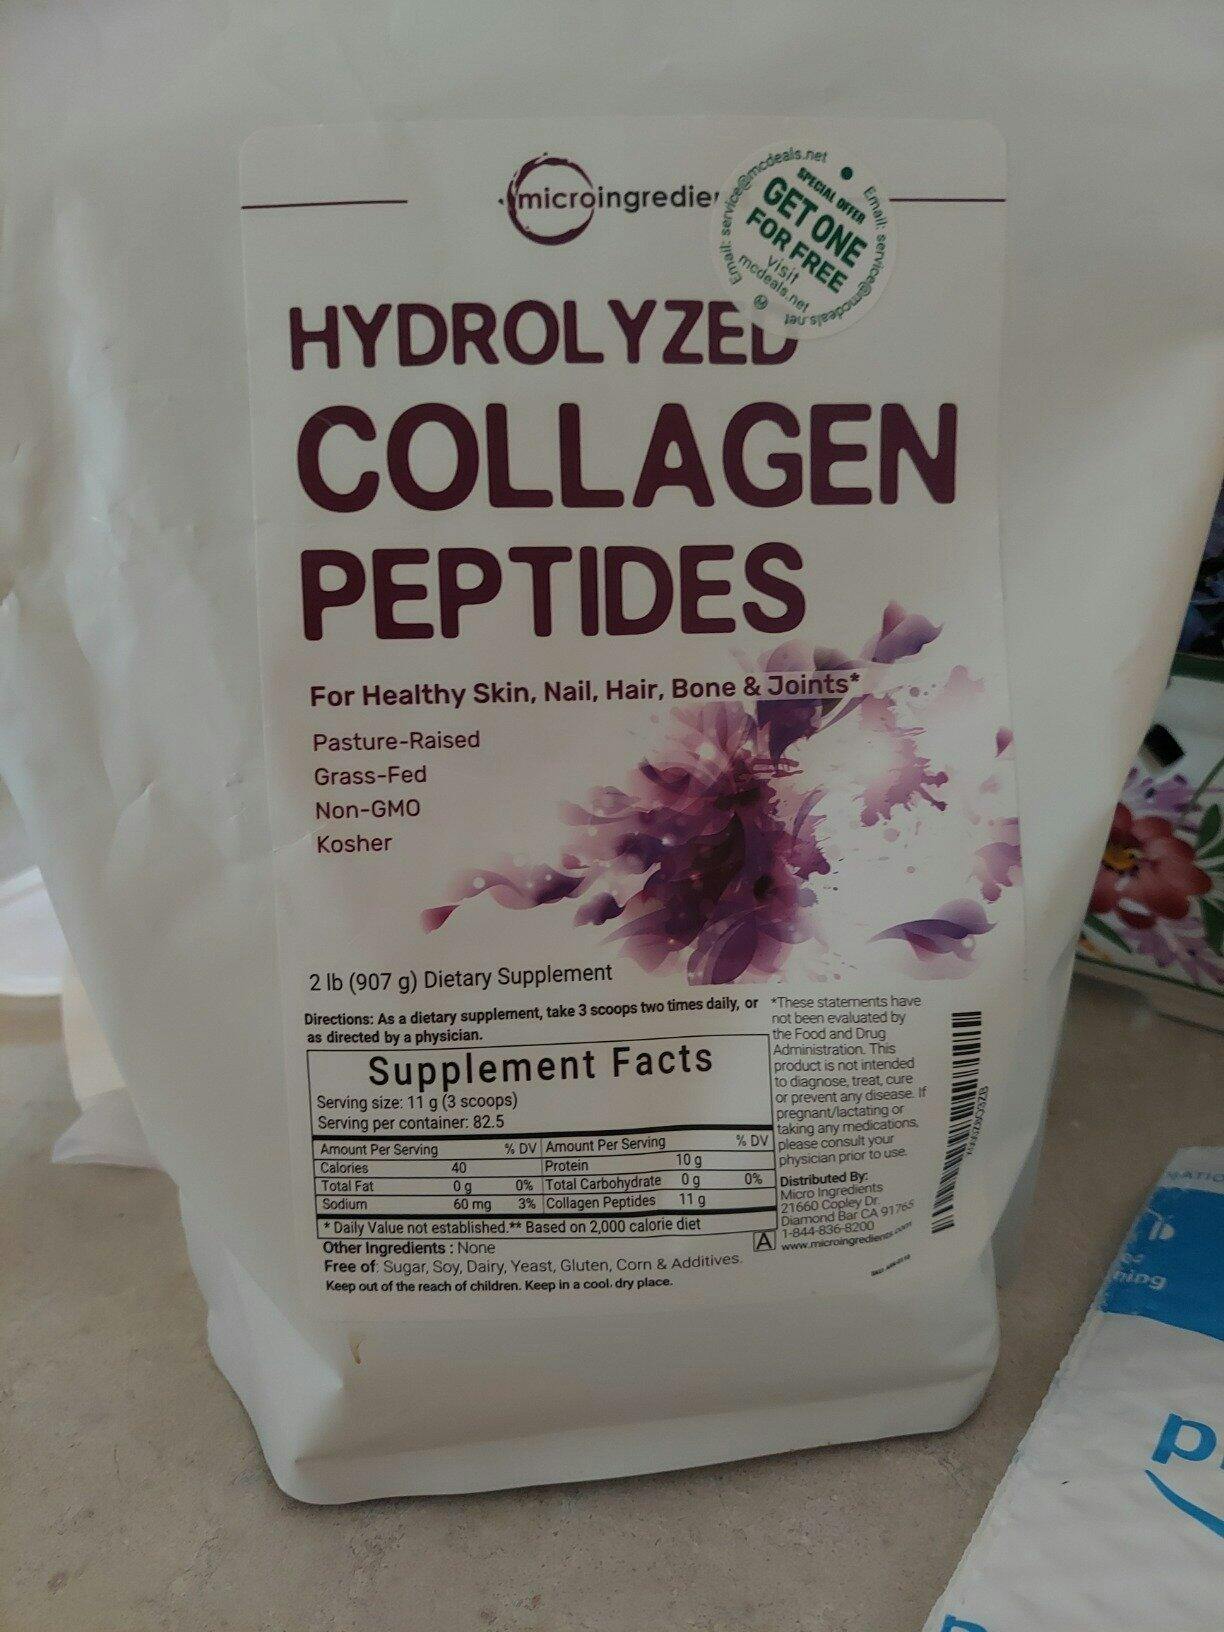 microingredie
Email: service@mcdeals.net
Email: service@mcdeals.net
SPECIAL OFFER
GET ONE
FOR FREE
visit
mcdeals.net
HYDROLYZED
COLLAGEN
PEPTIDES
For Healthy Skin, Nail, Hair, Bone & Joints*
Pasture-Raised
Grass-Fed
Non-GMO
Kosher
2 lb (907 g) Dietary Supplement
Directions: As a dietary supplement, take 3 scoops two times daily, or
as directed by a physician.
Supplement Facts
Serving size: 11 g (3 scoops)
Serving per container: 82.5
Amount Per Serving % DV Amount Per Serving % DV
Calories 40 Protein 10 g
Total Fat 0 g 0% Total Carbohydrate 0 g 0%
Sodium 60 mg 3% Collagen Peptides 11 g
* Daily Value not established.** Based on 2,000 calorie diet
Other Ingredients : None
Free of: Sugar, Soy, Dairy, Yeast, Gluten, Corn & Additives.
Keep out of the reach of children. Keep in a cool, dry place.
*These statements have
not been evaluated by
the Food and Drug
Administration. This
product is not intended
to diagnose, treat, cure
or prevent any disease. If
pregnant/lactating or
taking any medications,
please consult your
physician prior to use.
Distributed By:
Micro Ingredients
21660 Copley Dr.
Diamond Bar CA 91765
1-844-836-8200
www.microingredients.com
A